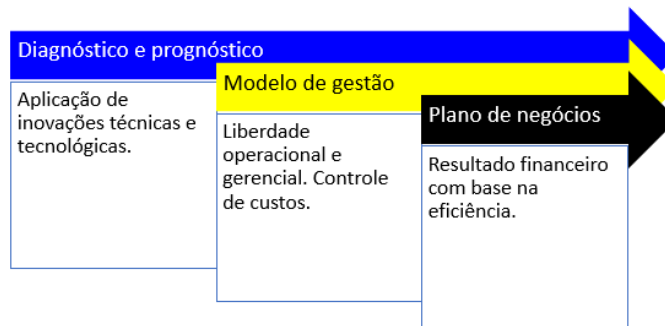 Diagnóstico e prognóstico
Aplicação de
inovações técnicas e
tecnológicas.
Modelo de gestão
Liberdade
operacional e
gerencial. Controle
de custos.
Plano de negócios
Resultado financeiro
com base na
eficiência.